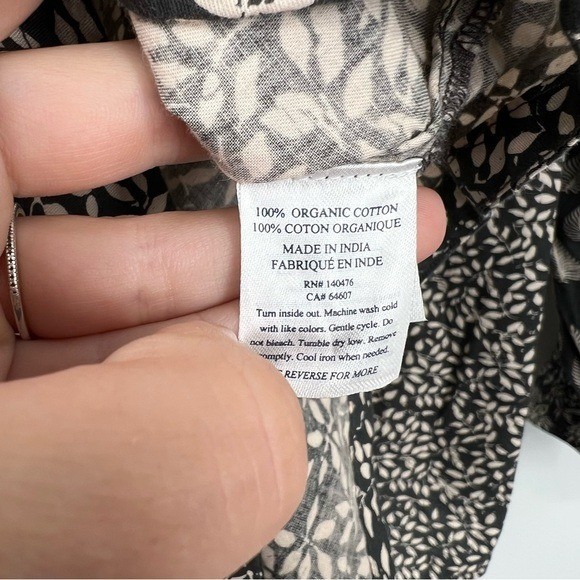 100% ORGANIC COTTON
100% COTON ORGANIQUE
MADE IN INDIA
FABRIQUÉ EN INDE
RN# 140476
CA# 64607
Turn inside out. Machine wash cold
with like colors. Gentle cycle. Do
not bleach. Tumble dry low. Remove
promptly. Cool iron when needed.
REVERSE FOR MORE